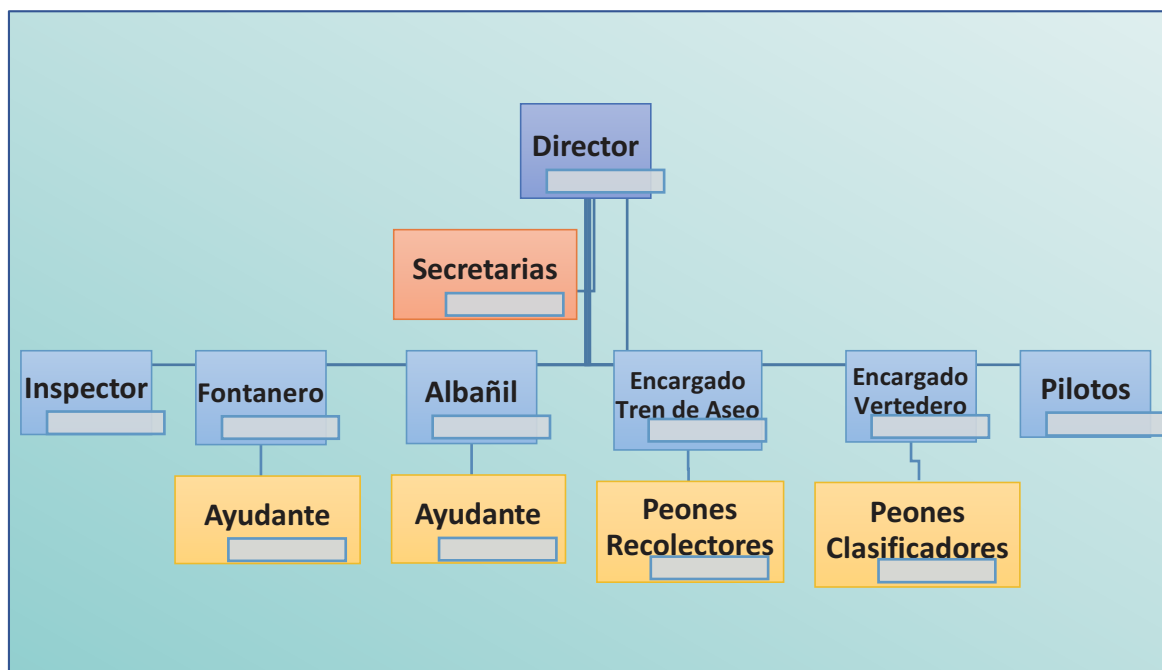 Director
Secretarias
Inspector
Fontanero
Albañil
Encargado
Tren de Aseo
Encargado
Vertedero
Pilotos
Ayudante
Ayudante
Peones
Recolectores
Peones
Clasificadores